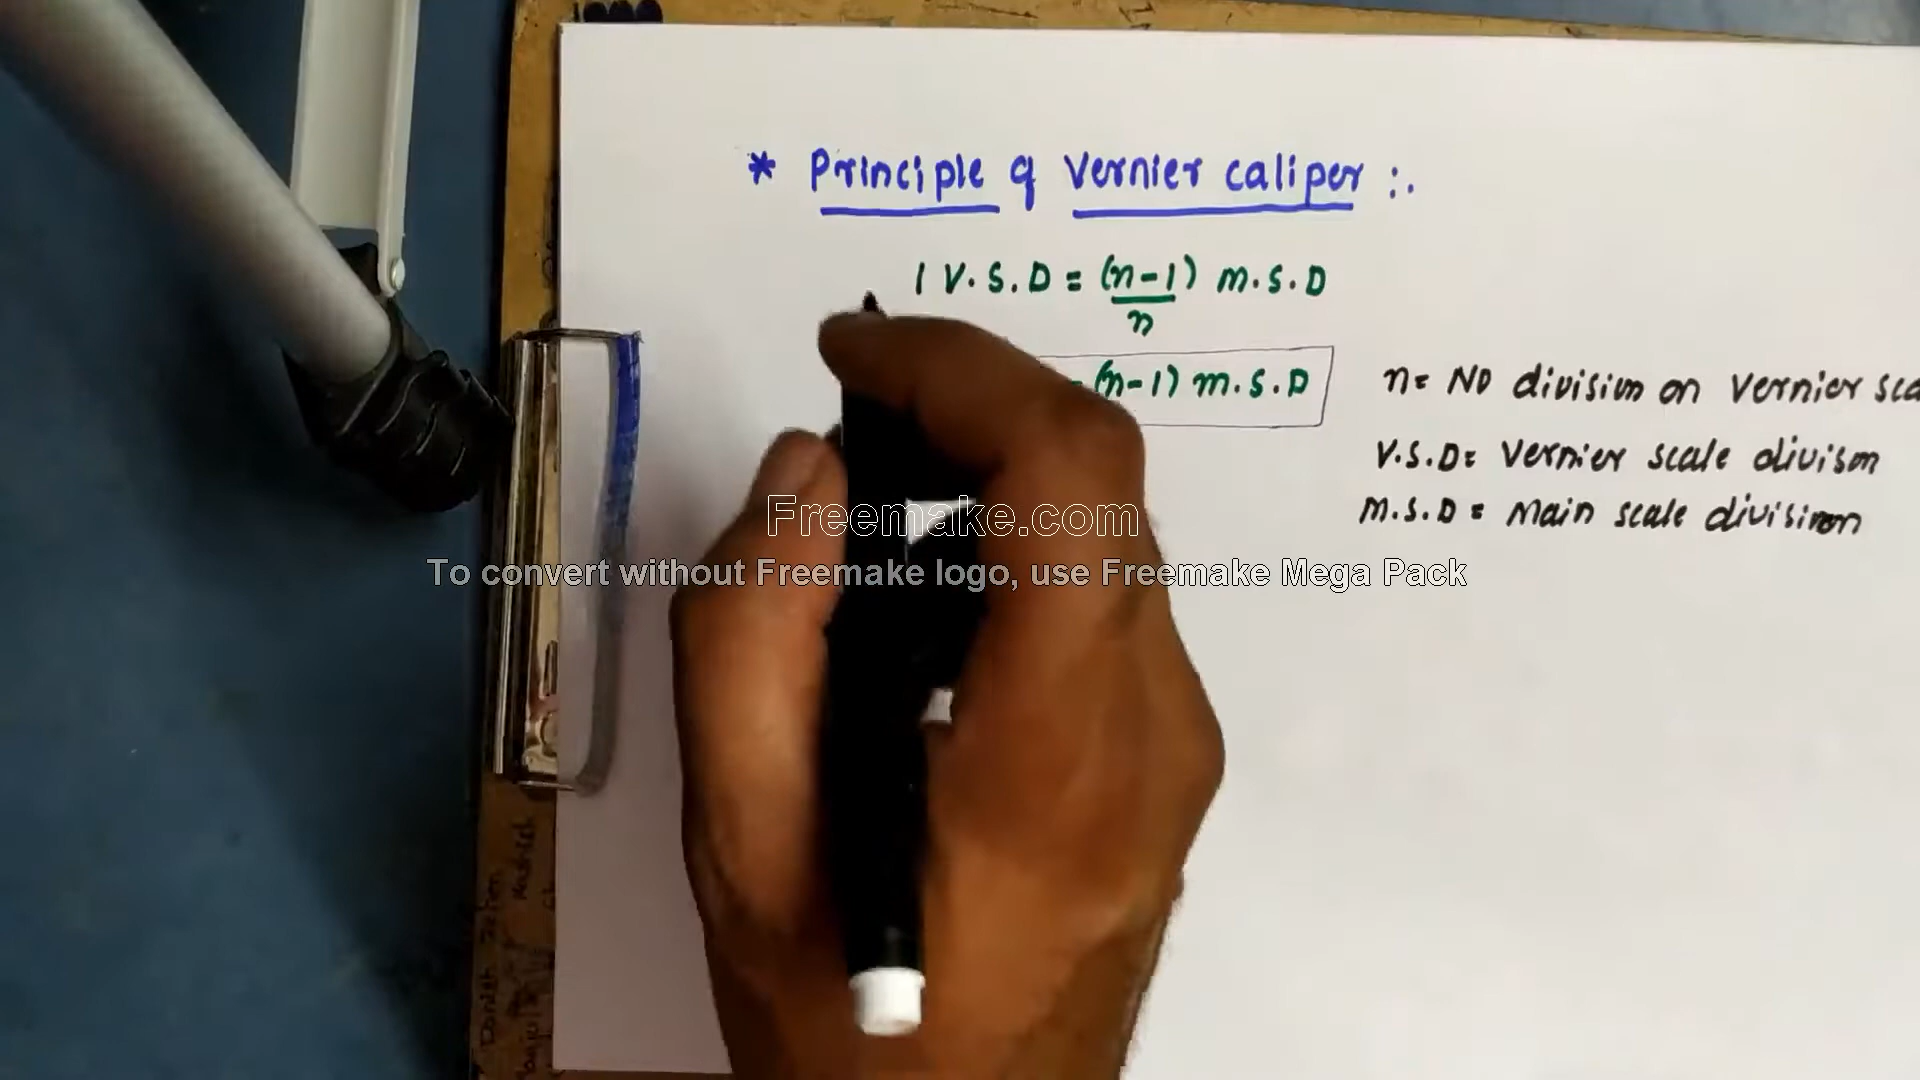 * Principle of Vernier caliper :.
1 V.S.D = (n-1) m.S.D
n
(n-1) m.S.D
n= NO division on Vernier sca
V.S.D= Vernier scale divison
M.S.D = Main scale division
Freemake.com
To convert without Freemake logo, use Freemake Mega Pack